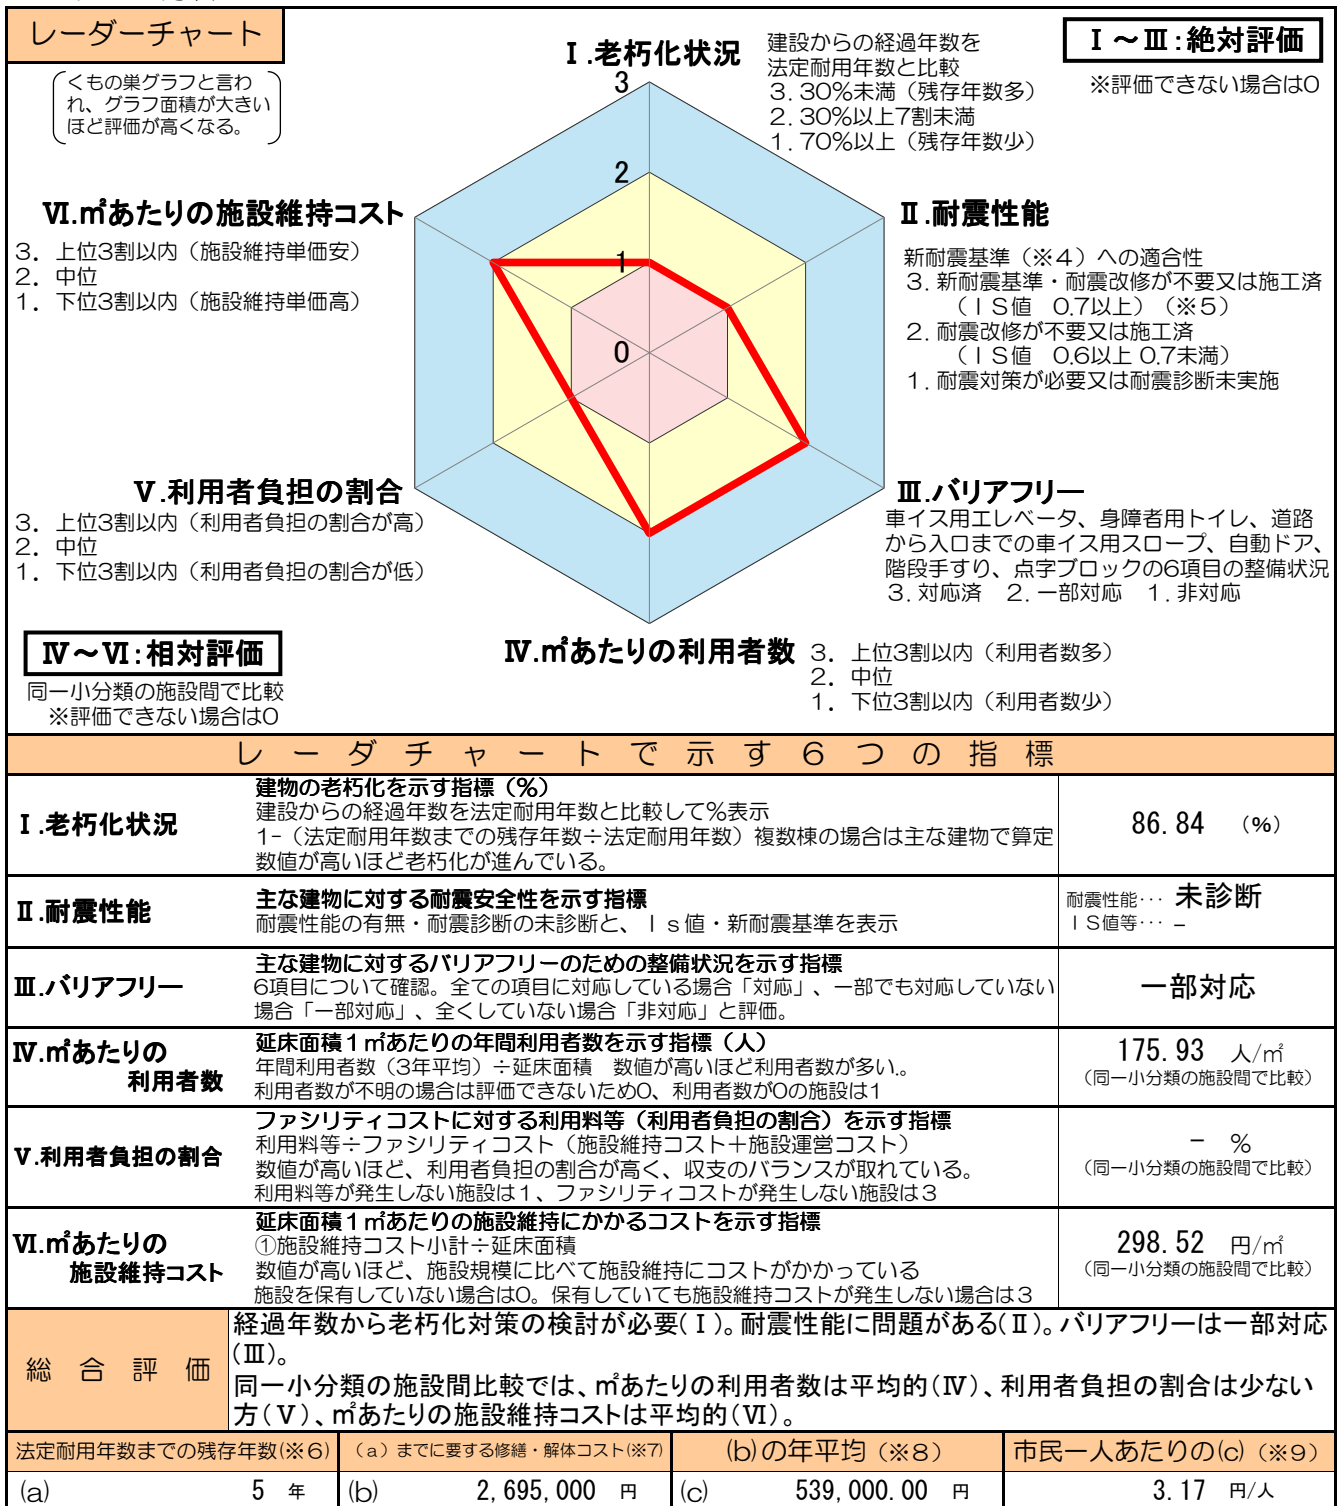 レーダーチャート
くもの巣グラフと言わ
れ、グラフ面積が大きい
ほど評価が高くなる。
Ⅰ.老朽化状況
建設からの経過年数を
法定耐用年数と比較
3.30%未満（残存年数多）
2.30%以上7割未満
1.70%以上（残存年数少）
Ⅰ～Ⅲ:絶対評価
※評価できない場合は0
3
2
1
0
Ⅵ.㎡あたりの施設維持コスト
3. 上位3割以内（施設維持単価安）
2. 中位
1. 下位3割以内（施設維持単価高）
Ⅱ.耐震性能
新耐震基準（※4）への適合性
3.新耐震基準・耐震改修が不要又は施工済
（ＩＳ値　0.7以上）（※5）
2.耐震改修が不要又は施工済
（ＩＳ値　0.6以上 0.7未満）
1.耐震対策が必要又は耐震診断未実施
Ⅴ.利用者負担の割合
3. 上位3割以内（利用者負担の割合が高）
2. 中位
1. 下位3割以内（利用者負担の割合が低）
Ⅲ.バリアフリー
車イス用エレベータ、身障者用トイレ、道路
から入口までの車イス用スロープ、自動ドア、
階段手すり、点字ブロックの6項目の整備状況
3.対応済　2.一部対応　1.非対応
Ⅳ～Ⅵ:相対評価
同一小分類の施設間で比較
※評価できない場合は0
Ⅳ.㎡あたりの利用者数
3. 上位3割以内（利用者数多）
2. 中位
1. 下位3割以内（利用者数少）
レーダチャートで示す６つの指標
Ⅰ.老朽化状況
建物の老朽化を示す指標（%）
建設からの経過年数を法定耐用年数と比較して%表示
1-（法定耐用年数までの残存年数÷法定耐用年数）複数棟の場合は主な建物で算定
数値が高いほど老朽化が進んでいる。
86.84　（%）
Ⅱ.耐震性能
主な建物に対する耐震安全性を示す指標
耐震性能の有無・耐震診断の未診断と、Ｉｓ値・新耐震基準を表示
耐震性能… 未診断
ＩＳ値等… －
Ⅲ.バリアフリー
主な建物に対するバリアフリーのための整備状況を示す指標
6項目について確認。全ての項目に対応している場合「対応」、一部でも対応していない
場合「一部対応」、全くしていない場合「非対応」と評価。
一部対応
Ⅳ.㎡あたりの
利用者数
延床面積１㎡あたりの年間利用者数を示す指標（人）
年間利用者数（3年平均）÷延床面積　数値が高いほど利用者数が多い。
利用者数が不明の場合は評価できないため0、利用者数が0の施設は1
175.93　人/㎡
（同一小分類の施設間で比較）
Ⅴ.利用者負担の割合
ファシリティコストに対する利用料等（利用者負担の割合）を示す指標
利用料等÷ファシリティコスト（施設維持コスト＋施設運営コスト）
数値が高いほど、利用者負担の割合が高く、収支のバランスが取れている。
利用料等が発生しない施設は１、ファシリティコストが発生しない施設は３
－　%
（同一小分類の施設間で比較）
Ⅵ.㎡あたりの
施設維持コスト
延床面積１㎡あたりの施設維持にかかるコストを示す指標
①施設維持コスト小計÷延床面積
数値が高いほど、施設規模に比べて施設維持にコストがかかっている
施設を保有していない場合は0。保有していても施設維持コストが発生しない場合は３
298.52　円/㎡
（同一小分類の施設間で比較）
総合評価
経過年数から老朽化対策の検討が必要(Ⅰ)。耐震性能に問題がある(Ⅱ)。バリアフリーは一部対応
(Ⅲ)。
同一小分類の施設間比較では、㎡あたりの利用者数は平均的(Ⅳ)、利用者負担の割合は少ない
方(Ⅴ)、㎡あたりの施設維持コストは平均的(Ⅵ)。
法定耐用年数までの残存年数(※6)　（a）までに要する修繕・解体コスト(※7)　(b)の年平均（※8）　市民一人あたりの(c)（※9）
(a)　5　年　(b)　2,695,000　円　(c)　539,000.00　円　3.17　円/人